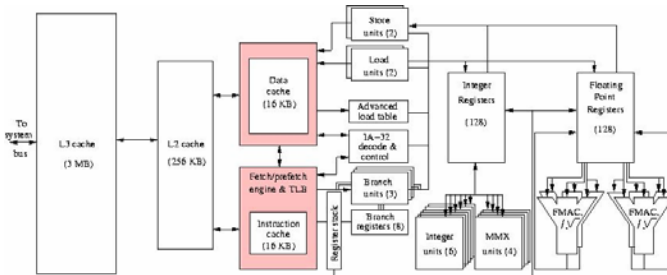 To
system
bus
L3 cache
(3 MB)
L2 cache
(256 KB)
Data
cache
(16 KB)
Fetch/prefetch
engine & TLB
Instruction
cache
(16 KB)
Store
units (2)
Load
units (2)
Advanced
load table
IA-32
decode &
control
Branch
units (3)
Branch
registers (8)
Register stack
Integer
Registers
(128)
Integer
units (6)
MMX
units (4)
Floating
Point
Registers
(128)
FMAC,
/,√
FMAC,
/,√